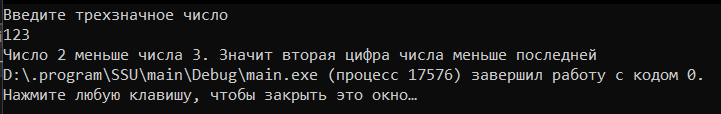 Введите трехзначное число
123
Число 2 меньше числа 3. Значит вторая цифра числа меньше последней
D:\.program\SSU\main\Debug\main.exe (процесс 17576) завершил работу с кодом 0.
Нажмите любую клавишу, чтобы закрыть это окно…